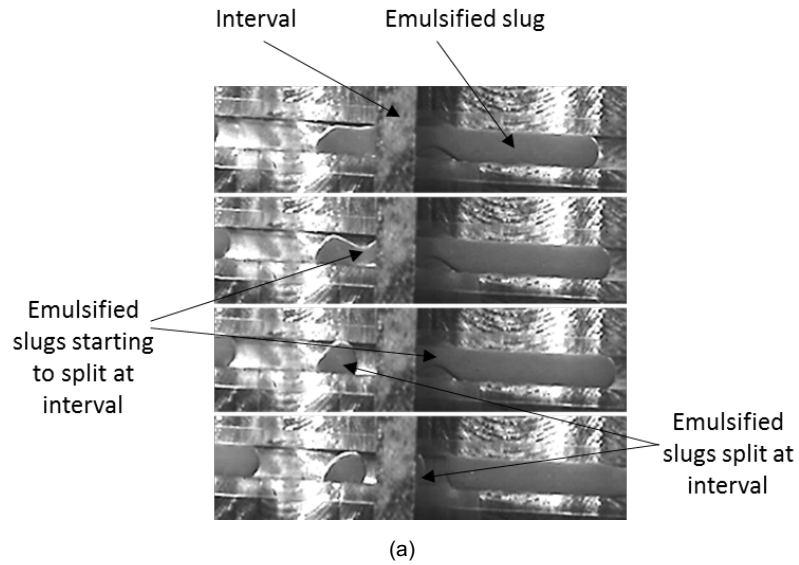 Interval
Emulsified slug
Emulsified
slugs starting
to split at
interval
Emulsified
slugs split at
interval
(a)